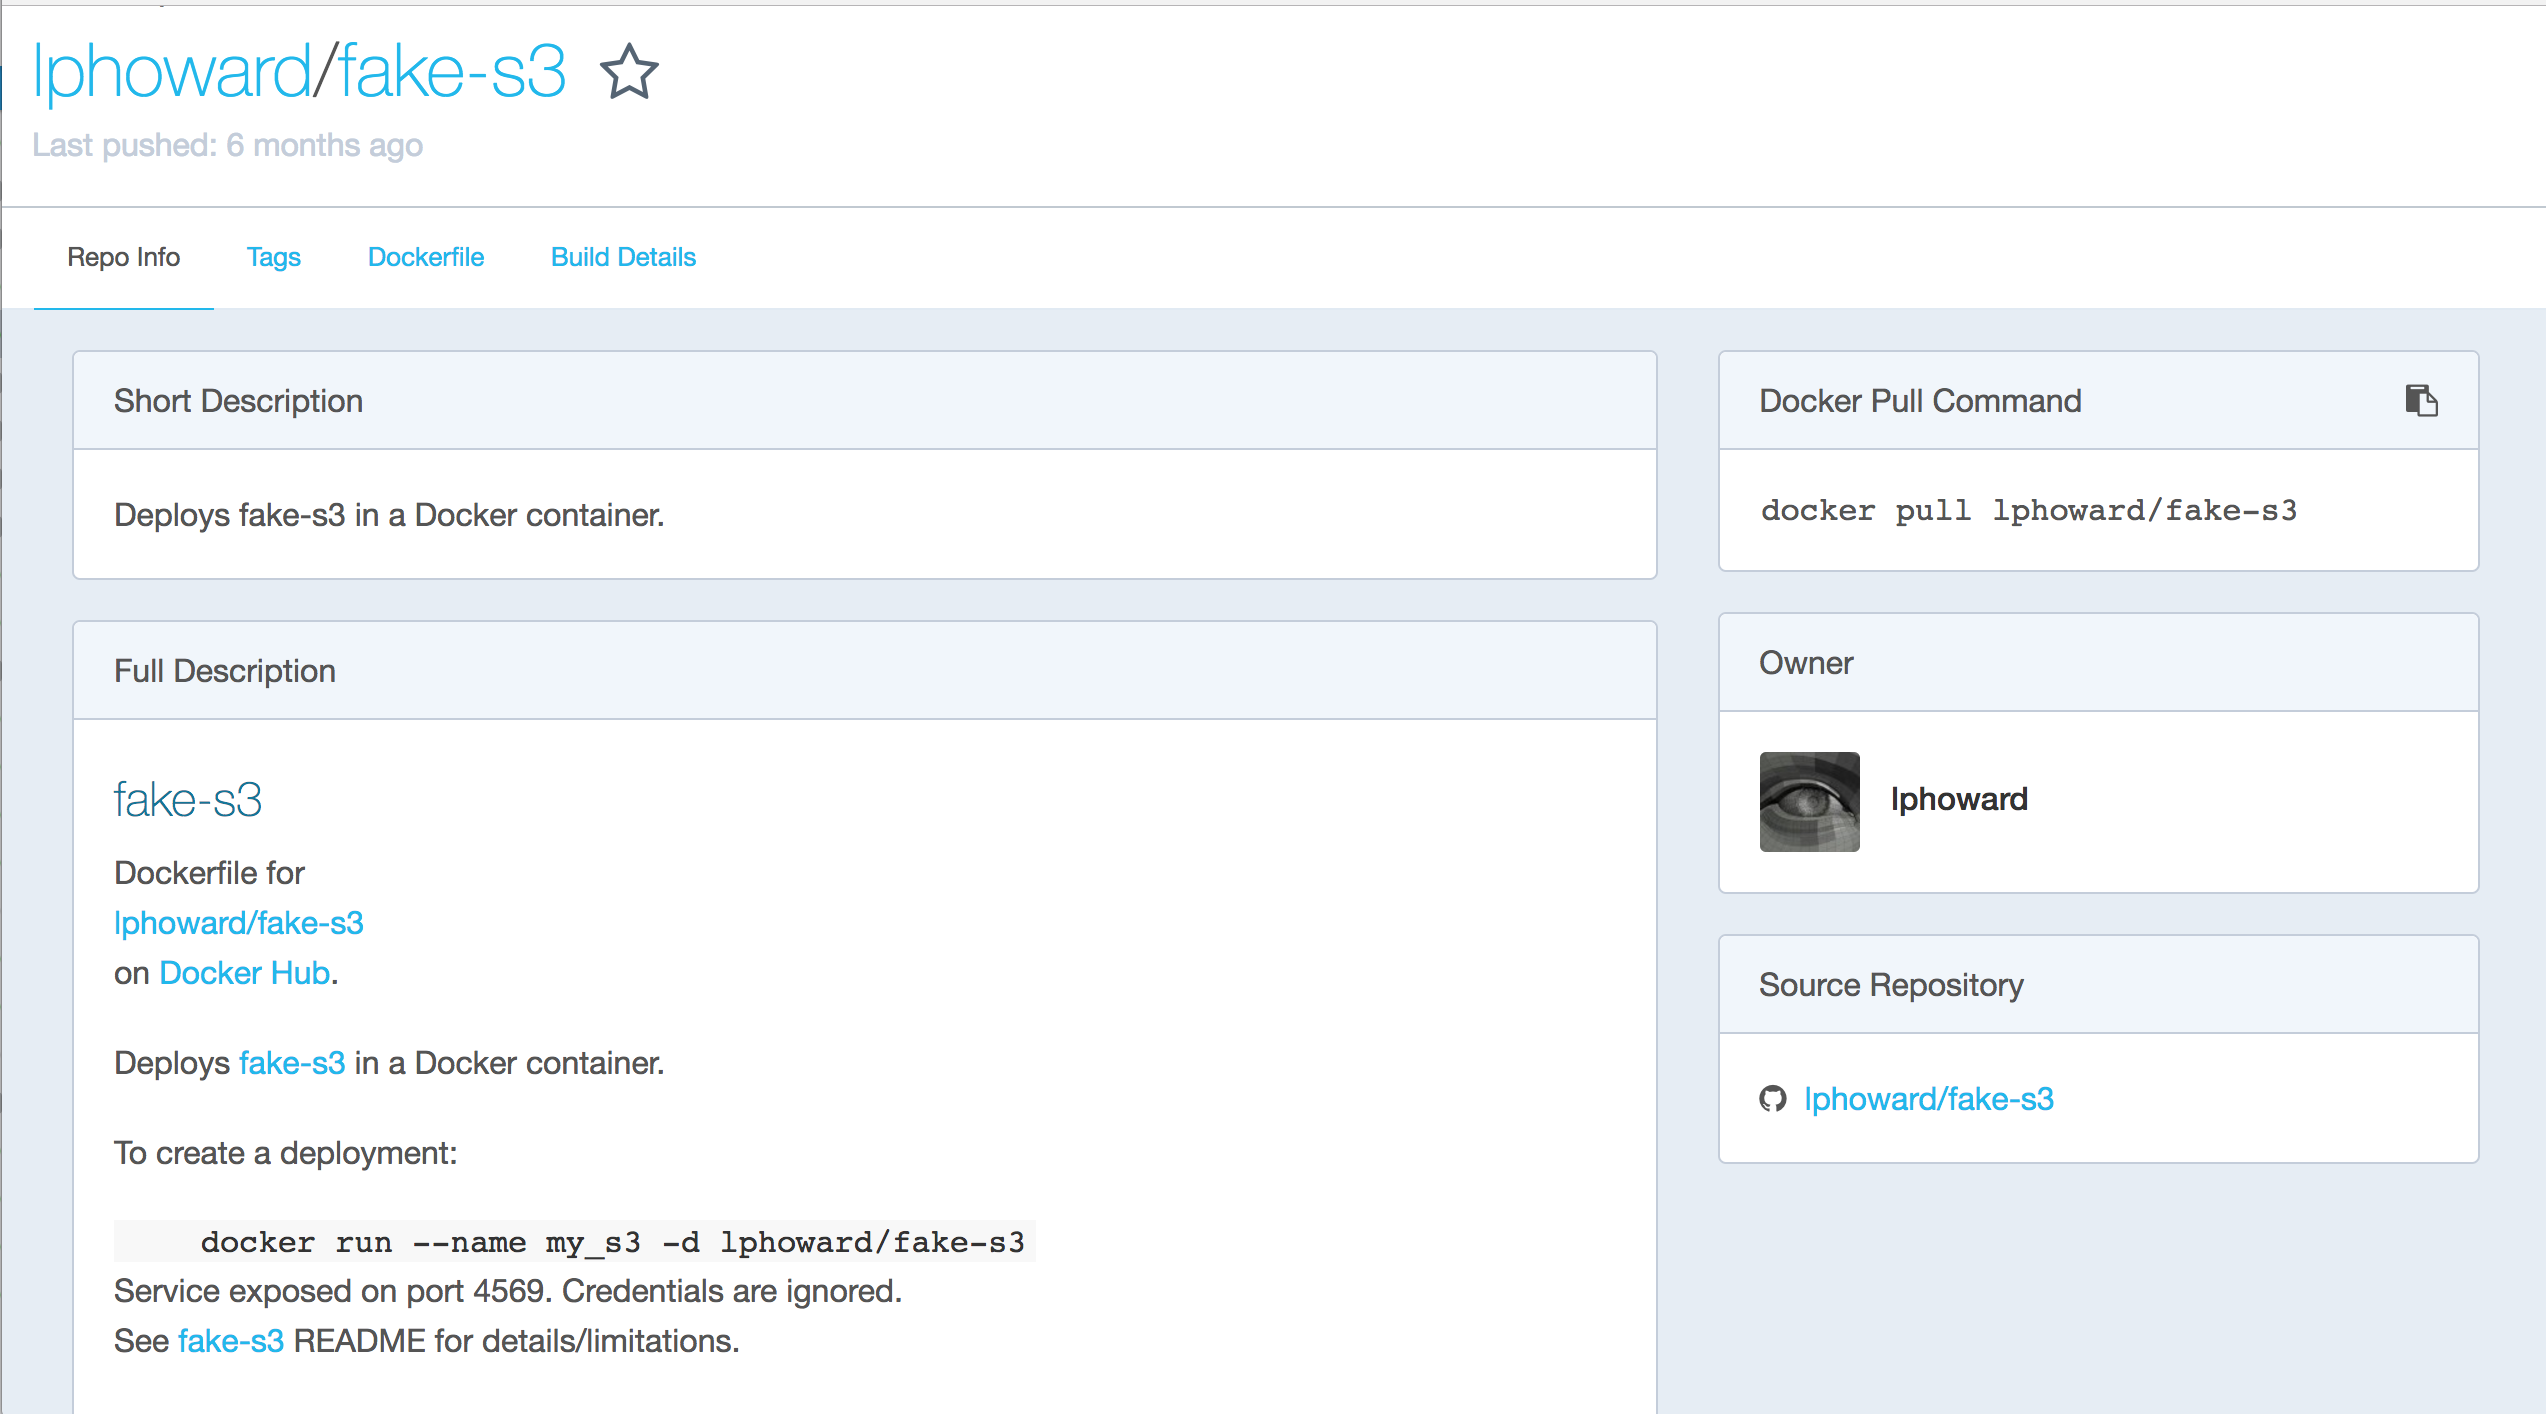 lphoward/fake-s3
Last pushed: 6 months ago
Repo Info Tags Dockerfile Build Details
Short Description
Deploys fake-s3 in a Docker container.
Full Description
fake-s3
Dockerfile for
lphoward/fake-s3
on Docker Hub.
Deploys fake-s3 in a Docker container.
To create a deployment:
docker run --name my_s3 -d lphoward/fake-s3
Service exposed on port 4569. Credentials are ignored.
See fake-s3 README for details/limitations.
Docker Pull Command
docker pull lphoward/fake-s3
Owner
lphoward
Source Repository
lphoward/fake-s3